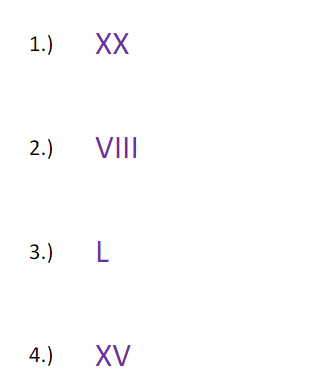 1.) XX
2.) VIII
3.) L
4.) XV